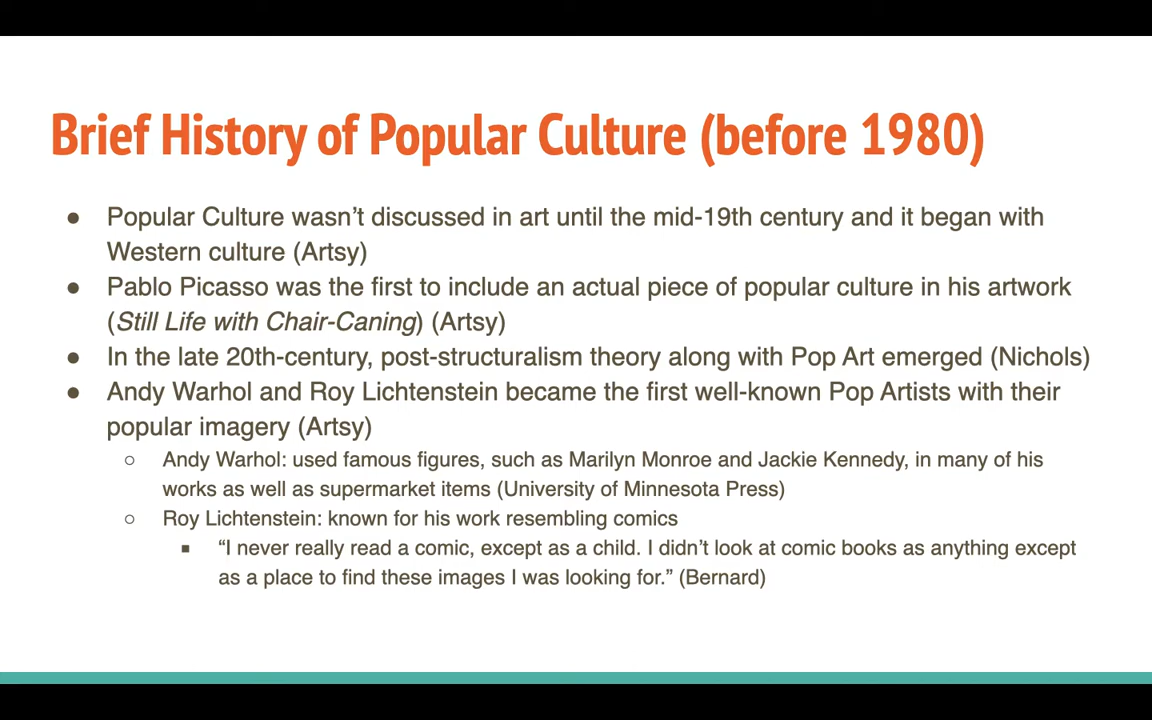 Brief History of Popular Culture (before 1980)
● Popular Culture wasn’t discussed in art until the mid-19th century and it began with
Western culture (Artsy)
● Pablo Picasso was the first to include an actual piece of popular culture in his artwork
(Still Life with Chair-Caning) (Artsy)
● In the late 20th-century, post-structuralism theory along with Pop Art emerged (Nichols)
● Andy Warhol and Roy Lichtenstein became the first well-known Pop Artists with their
popular imagery (Artsy)
○ Andy Warhol: used famous figures, such as Marilyn Monroe and Jackie Kennedy, in many of his
works as well as supermarket items (University of Minnesota Press)
○ Roy Lichtenstein: known for his work resembling comics
■ “I never really read a comic, except as a child. I didn’t look at comic books as anything except
as a place to find these images I was looking for.” (Bernard)